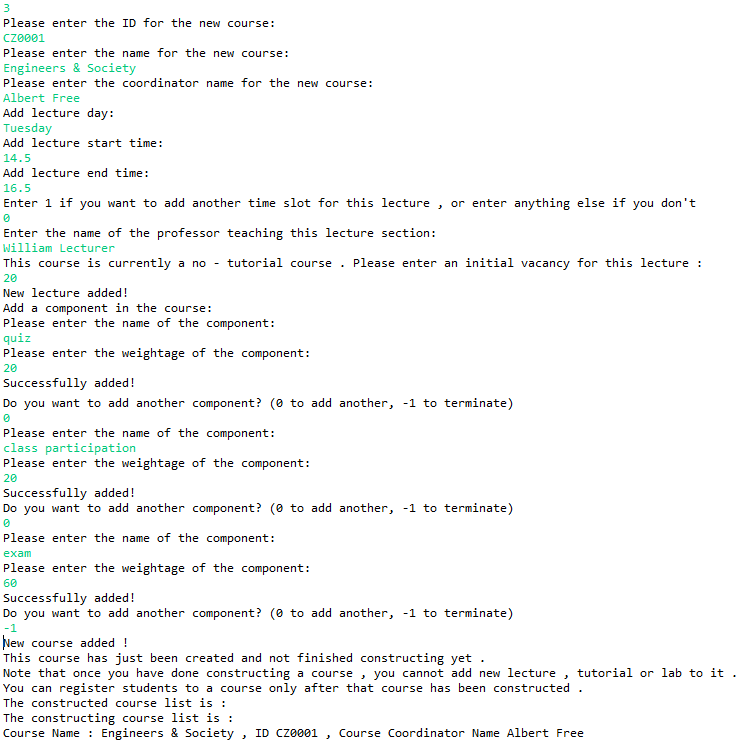 3
Please enter the ID for the new course:
CZ0001
Please enter the name for the new course:
Engineers & Society
Please enter the coordinator name for the new course:
Albert Free
Add lecture day:
Tuesday
Add lecture start time:
14.5
Add lecture end time:
16.5
Enter 1 if you want to add another time slot for this lecture , or enter anything else if you don't
0
Enter the name of the professor teaching this lecture section:
William Lecturer
This course is currently a no - tutorial course . Please enter an initial vacancy for this lecture :
20
New lecture added!
Add a component in the course:
Please enter the name of the component:
quiz
Please enter the weightage of the component:
20
Successfully added!
Do you want to add another component? (0 to add another, -1 to terminate)
0
Please enter the name of the component:
class participation
Please enter the weightage of the component:
20
Successfully added!
Do you want to add another component? (0 to add another, -1 to terminate)
0
Please enter the name of the component:
exam
Please enter the weightage of the component:
60
Successfully added!
Do you want to add another component? (0 to add another, -1 to terminate)
-1
New course added !
This course has just been created and not finished constructing yet .
Note that once you have done constructing a course , you cannot add new lecture , tutorial or lab to it .
You can register students to a course only after that course has been constructed .
The constructed course list is :
The constructing course list is :
Course Name : Engineers & Society , ID CZ0001 , Course Coordinator Name Albert Free